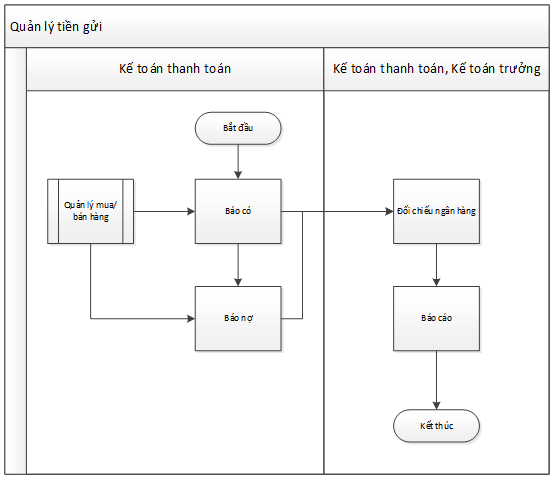 Quản lý tiền gửi
Kế toán thanh toán
Kế toán thanh toán, Kế toán trưởng
Bắt đầu
Quản lý mua/
bán hàng
Báo có
Đối chiếu ngân hàng
Báo nợ
Báo cáo
Kết thúc